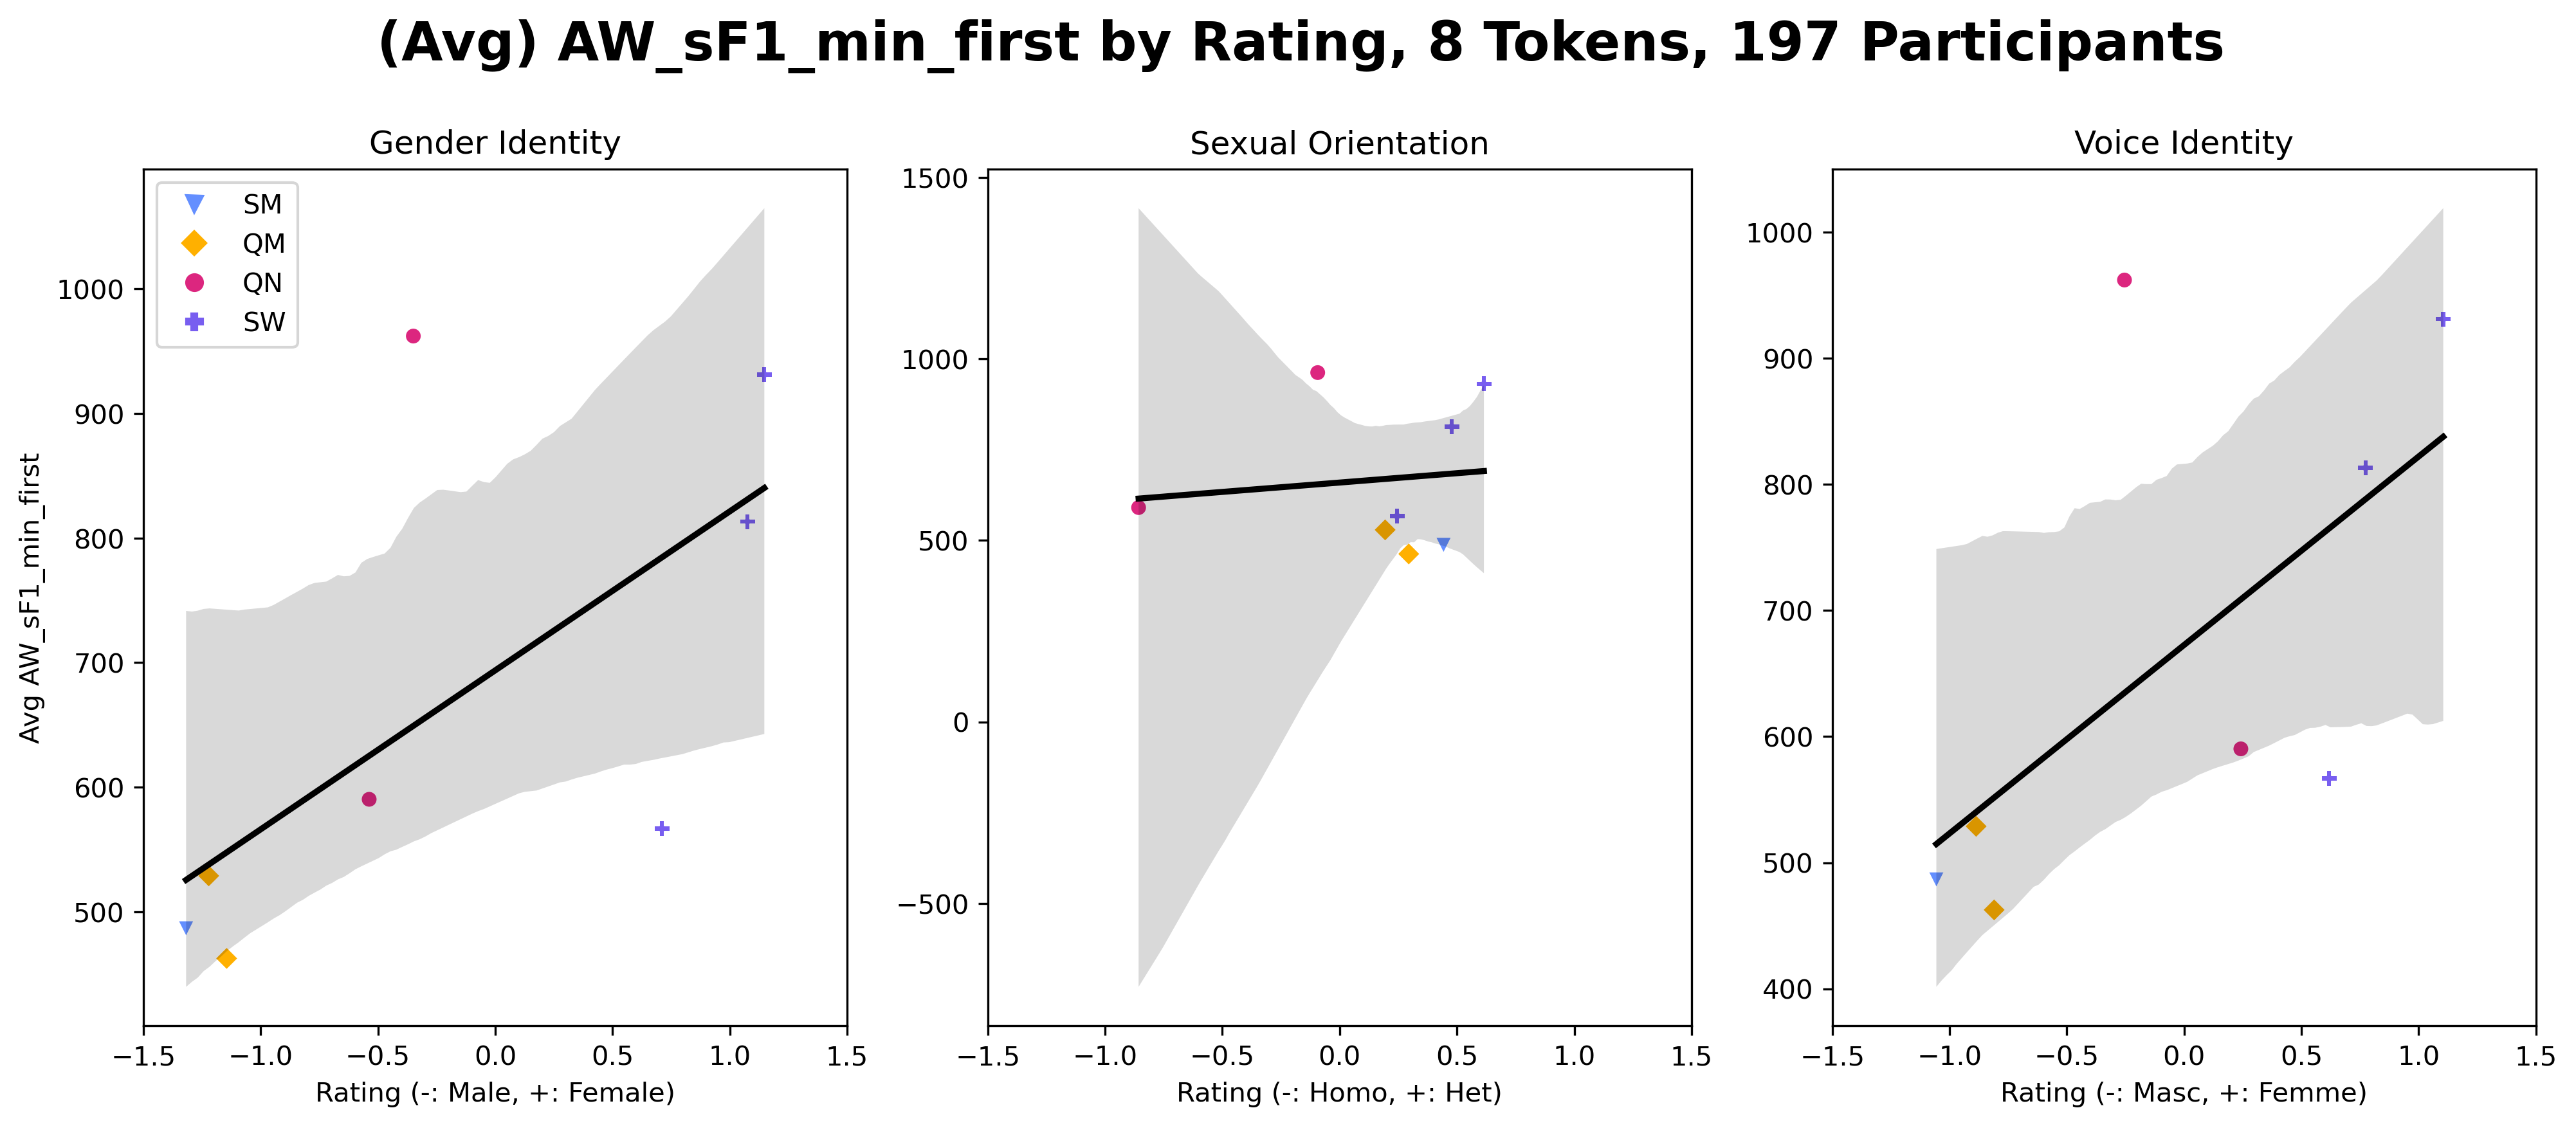 (Avg) AW_sF1_min_first by Rating, 8 Tokens, 197 Participants
Gender Identity
SM
QM
QN
SW
1000
900
800
700
600
500
Avg AW_sF1_min_first
−1.5 −1.0 −0.5 0.0 0.5 1.0 1.5
Rating (-: Male, +: Female)
Sexual Orientation
1500
1000
500
0
−500
−1.5 −1.0 −0.5 0.0 0.5 1.0 1.5
Rating (-: Homo, +: Het)
Voice Identity
1000
900
800
700
600
500
400
−1.5 −1.0 −0.5 0.0 0.5 1.0 1.5
Rating (-: Masc, +: Femme)